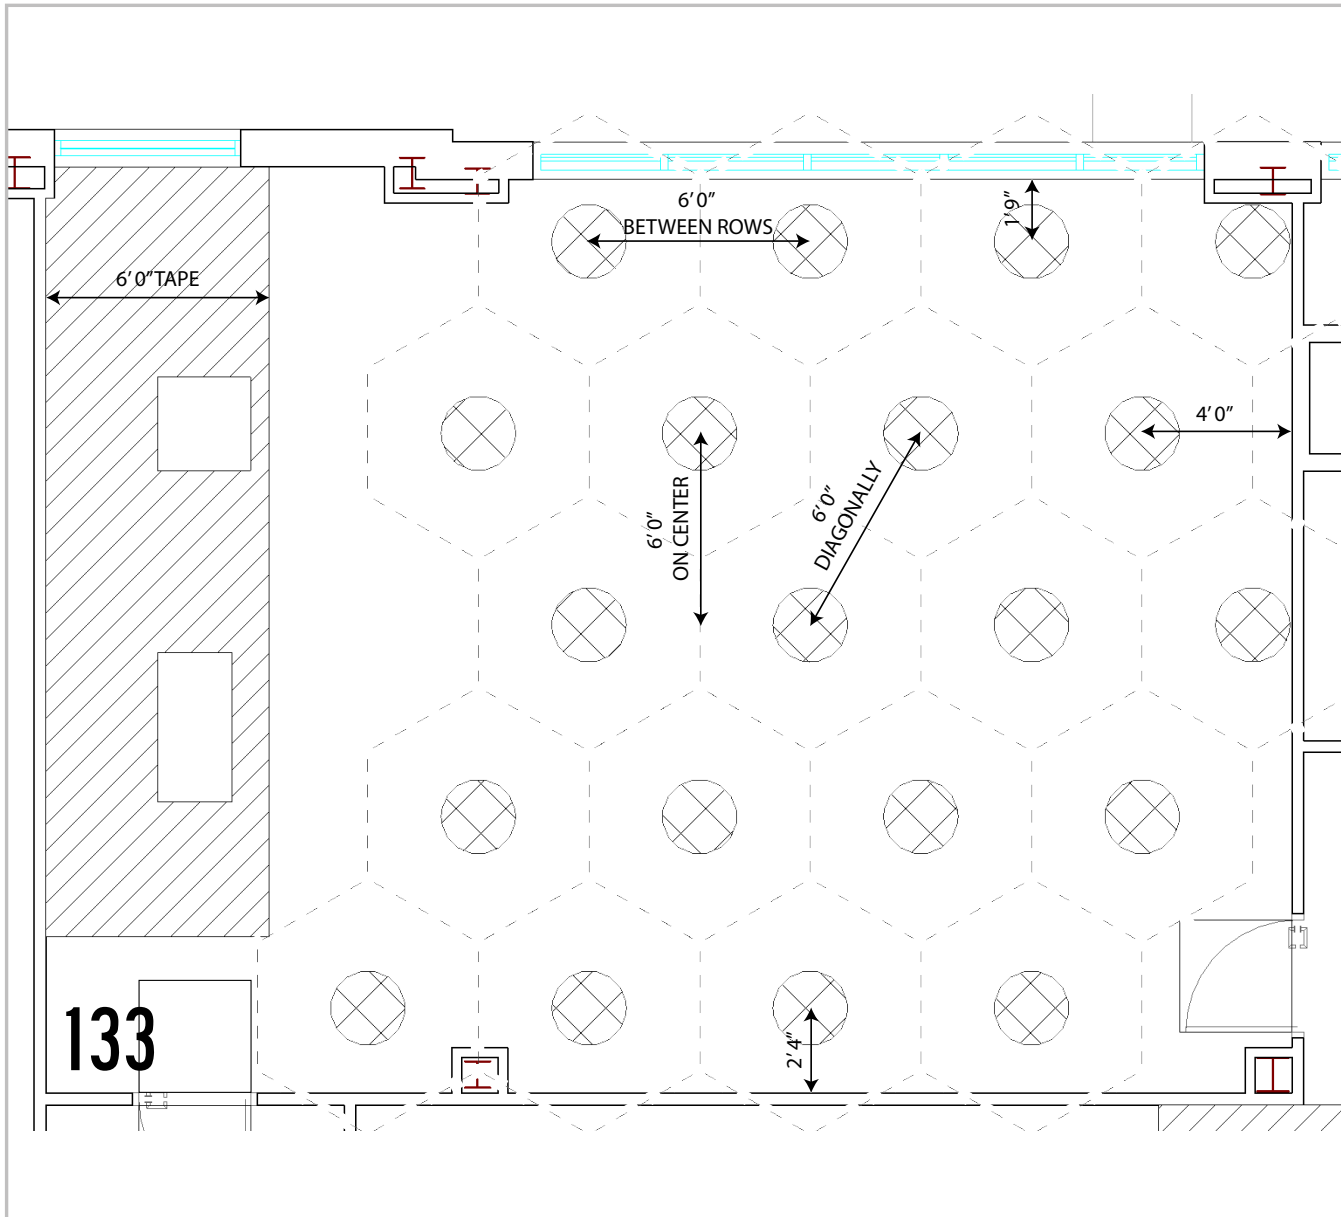 6'0"
BETWEEN ROWS
1'9"
6'0" TAPE
4'0"
6'0"
ON CENTER
6'0"
DIAGONALLY
133
2'4"